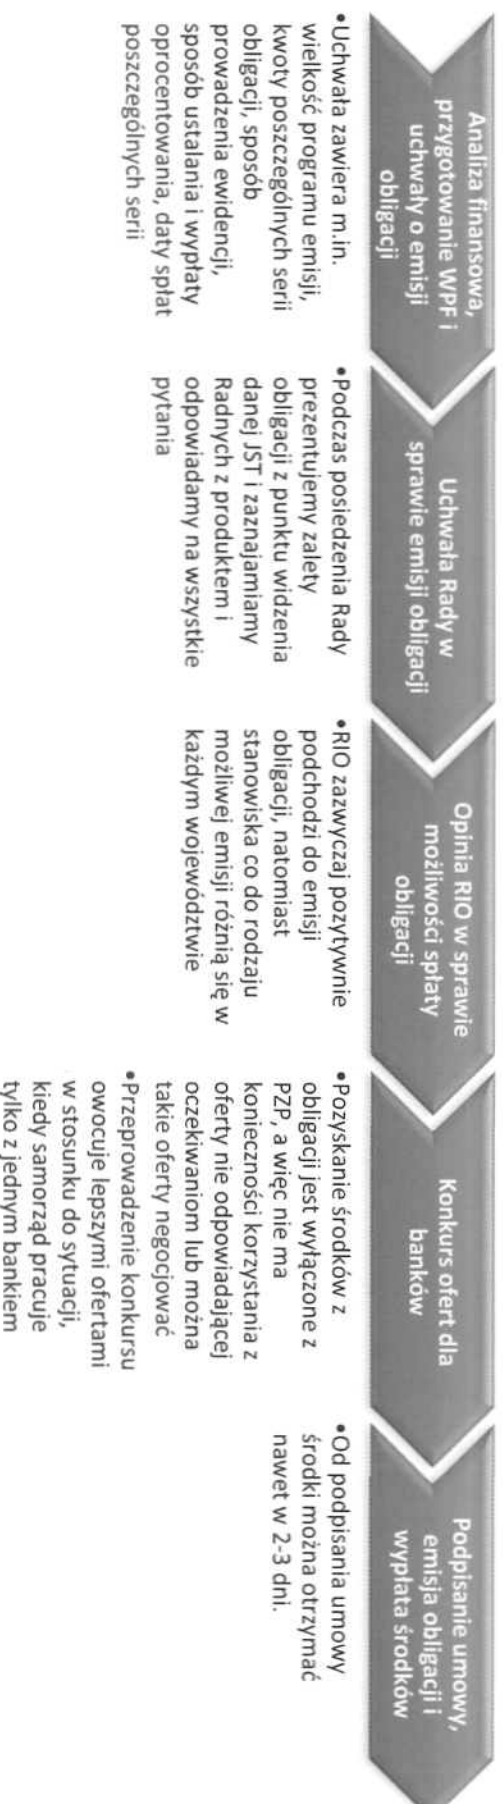 Analiza finansowa,
przygotowanie WPF i
uchwały o emisji
obligacji
•Uchwała zawiera m.in.
wielkość programu emisji,
kwoty poszczególnych serii
obligacji, sposób
prowadzenia ewidencji,
sposób ustalania i wypłaty
oprocentowania, daty spłat
poszczególnych serii
Uchwała Rady w
sprawie emisji obligacji
•Podczas posiedzenia Rady
prezentujemy zalety
obligacji z punktu widzenia
danej JST i zaznajamiamy
Radnych z produktem i
odpowiadamy na wszystkie
pytania
Opinia RIO w sprawie
możliwości spłaty
obligacji
•RIO zazwyczaj pozytywnie
podchodzi do emisji
obligacji, natomiast
stanowiska co do rodzaju
możliwej emisji różnią się w
każdym województwie
Konkurs ofert dla
banków
•Pozyskanie środków z
obligacji jest wyłączone z
PZP, a więc nie ma
konieczności korzystania z
oferty nie odpowiadającej
oczekiwaniom lub można
takie oferty negocjować
•Przeprowadzenie konkursu
owocuje lepszymi ofertami
w stosunku do sytuacji,
kiedy samorząd pracuje
tylko z jednym bankiem
Podpisanie umowy,
emisja obligacji i
wypłata środków
•Od podpisania umowy
środki można otrzymać
nawet w 2-3 dni.